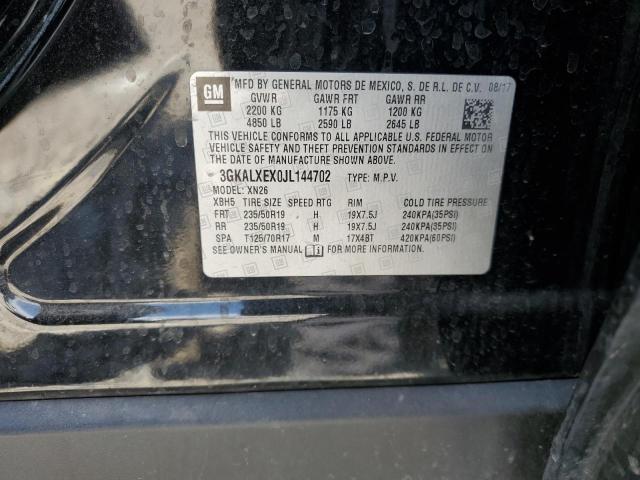 GM MFD BY GENERAL MOTORS DE MEXICO, S. DE R.L. DE C.V. 08/17
GVWR GAWR FRT GAWR RR
2200 KG 1175 KG 1200 KG
4850 LB 2590 LB 2645 LB
THIS VEHICLE CONFORMS TO ALL APPLICABLE U.S. FEDERAL MOTOR
VEHICLE SAFETY AND THEFT PREVENTION STANDARDS IN EFFECT ON
THE DATE OF MANUFACTURE SHOWN ABOVE.
3GKALXEX0JL144702 TYPE: M.P.V.
MODEL: XN26
XBH5 TIRE SIZE SPEED RTG RIM COLD TIRE PRESSURE
FRT 235/50R19 H 19X7.5J 240KPA(35PSI)
RR 235/50R19 H 19X7.5J 240KPA(35PSI)
SPA T125/70R17 M 17X4BT 420KPA(60PSI)
SEE OWNER'S MANUAL FOR MORE INFORMATION.